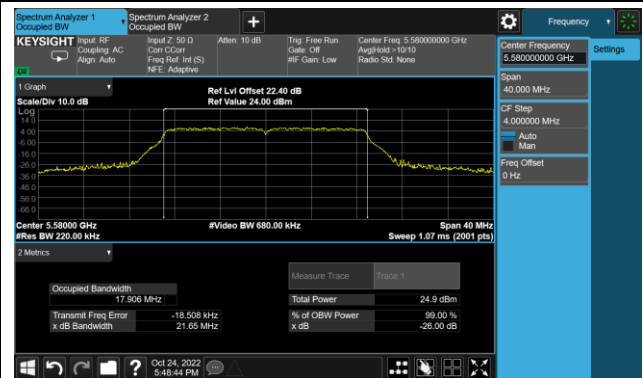 Spectrum Analyzer 1
Occupied BW
Spectrum Analyzer 2
Occupied BW
+
Frequency
KEYSIGHT
Input: RF
Coupling: AC
Align: Auto
Input Z: 50 Ω
Corr CCorr
Freq Ref: Int (S)
NFE: Adaptive
Atten: 10 dB
Trig: Free Run
Gate: Off
#IF Gain: Low
Center Freq: 5.580000000 GHz
Avg|Hold:>10/10
Radio Std: None
LXI
Center Frequency
5.580000000 GHz
Settings
Span
40.000 MHz
CF Step
4.000000 MHz
Auto
Man
Freq Offset
0 Hz
1 Graph
Scale/Div 10.0 dB
Ref Lvl Offset 22.40 dB
Ref Value 24.00 dBm
Log
14.0
4.00
-6.00
-16.0
-26.0
-36.0
-46.0
-56.0
-66.0
Center 5.58000 GHz
#Video BW 680.00 kHz
Span 40 MHz
#Res BW 220.00 kHz
Sweep 1.07 ms (2001 pts)
2 Metrics
Measure Trace
Trace 1
Occupied Bandwidth
17.906 MHz
Total Power
24.9 dBm
Transmit Freq Error
-18.508 kHz
% of OBW Power
99.00 %
x dB Bandwidth
21.65 MHz
x dB
-26.00 dB
?
Oct 24, 2022
5:48:44 PM